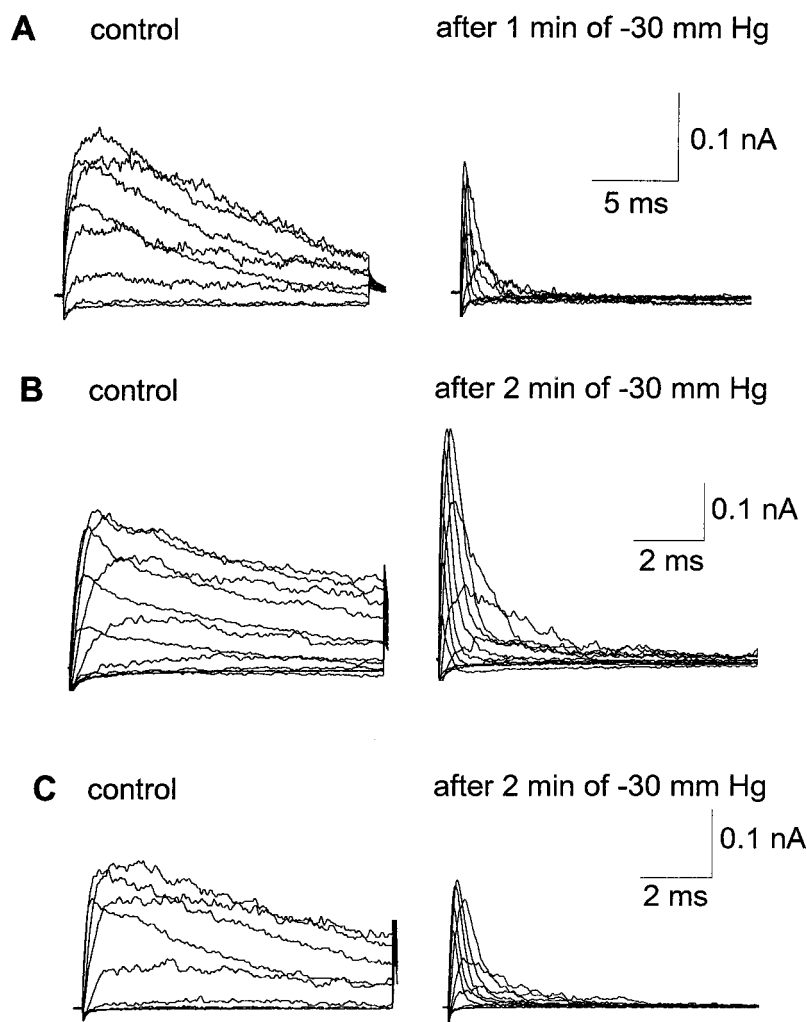 A control after 1 min of -30 mm Hg
0.1 nA
5 ms
B control after 2 min of -30 mm Hg
0.1 nA
2 ms
C control after 2 min of -30 mm Hg
0.1 nA
2 ms